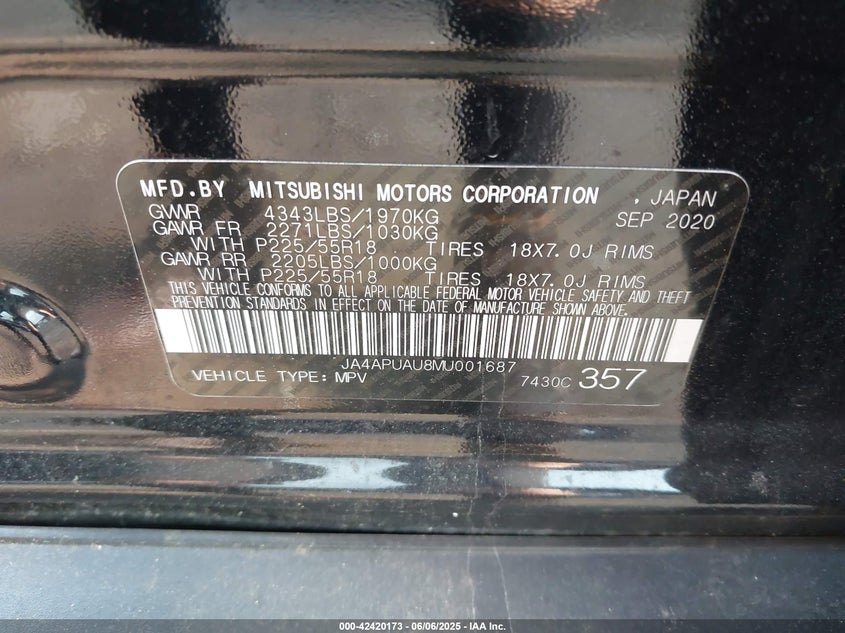 MFD.BY MITSUBISHI MOTORS CORPORATION , JAPAN
GVWR 4343LBS/1970KG SEP 2020
GAWR FR 2271LBS/1030KG
WITH P225/55R18 TIRES 18X7.0J RIMS
GAWR RR 2205LBS/1000KG
WITH P225/55R18 TIRES 18X7.0J RIMS
THIS VEHICLE CONFORMS TO ALL APPLICABLE FEDERAL MOTOR VEHICLE SAFETY AND THEFT
PREVENTION STANDARDS IN EFFECT ON THE DATE OF MANUFACTURE SHOWN ABOVE.
JA4APUAU8MU001687
VEHICLE TYPE: MPV 7430C 357
000-42420173 - 06/06/2025 - IAA Inc.